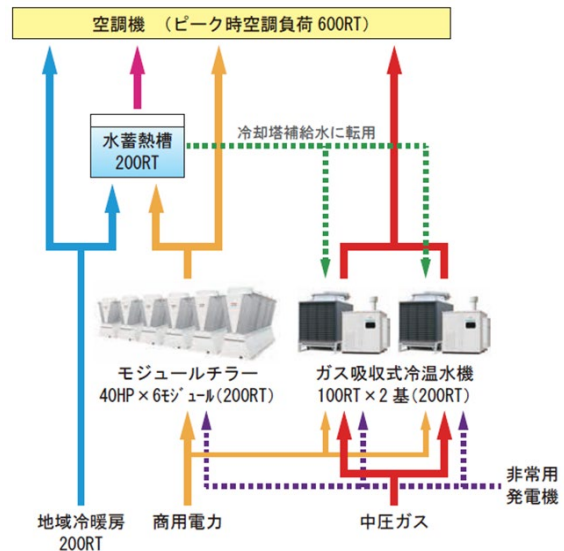 空調機 （ピーク時空調負荷 600RT）
水蓄熱槽
200RT
冷却塔補給水に転用
モジュールチラー
40HP×6ﾓｼﾞｭｰﾙ(200RT)
ガス吸収式冷温水機
100RT×2 基(200RT)
非常用
発電機
地域冷暖房
200RT
商用電力
中圧ガス